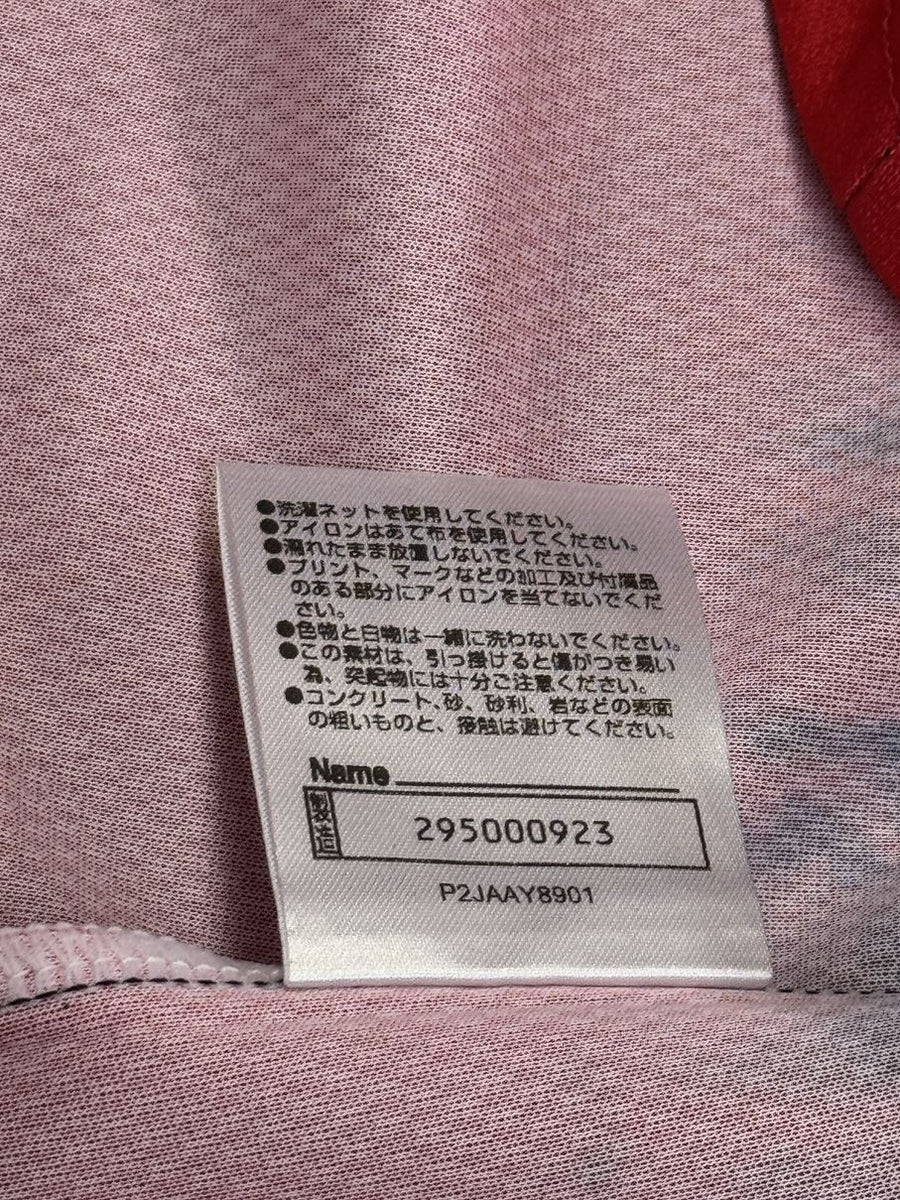 ●洗濯ネットを使用してください。
●アイロンはあて布を使用してください。
●濡れたまま放置しないでください。
●プリント、マークなどの加工及び付属品
のある部分にアイロンを当てないでくだ
さい。
●色物と白物は一緒に洗わないでください。
●この素材は、引っ掛けると傷がつき易い
為、突起物には十分ご注意ください。
●コンクリート、砂、砂利、岩などの表面
の粗いものと、接触は避けてください。
Name
製造
295000923
P2JAAY8901